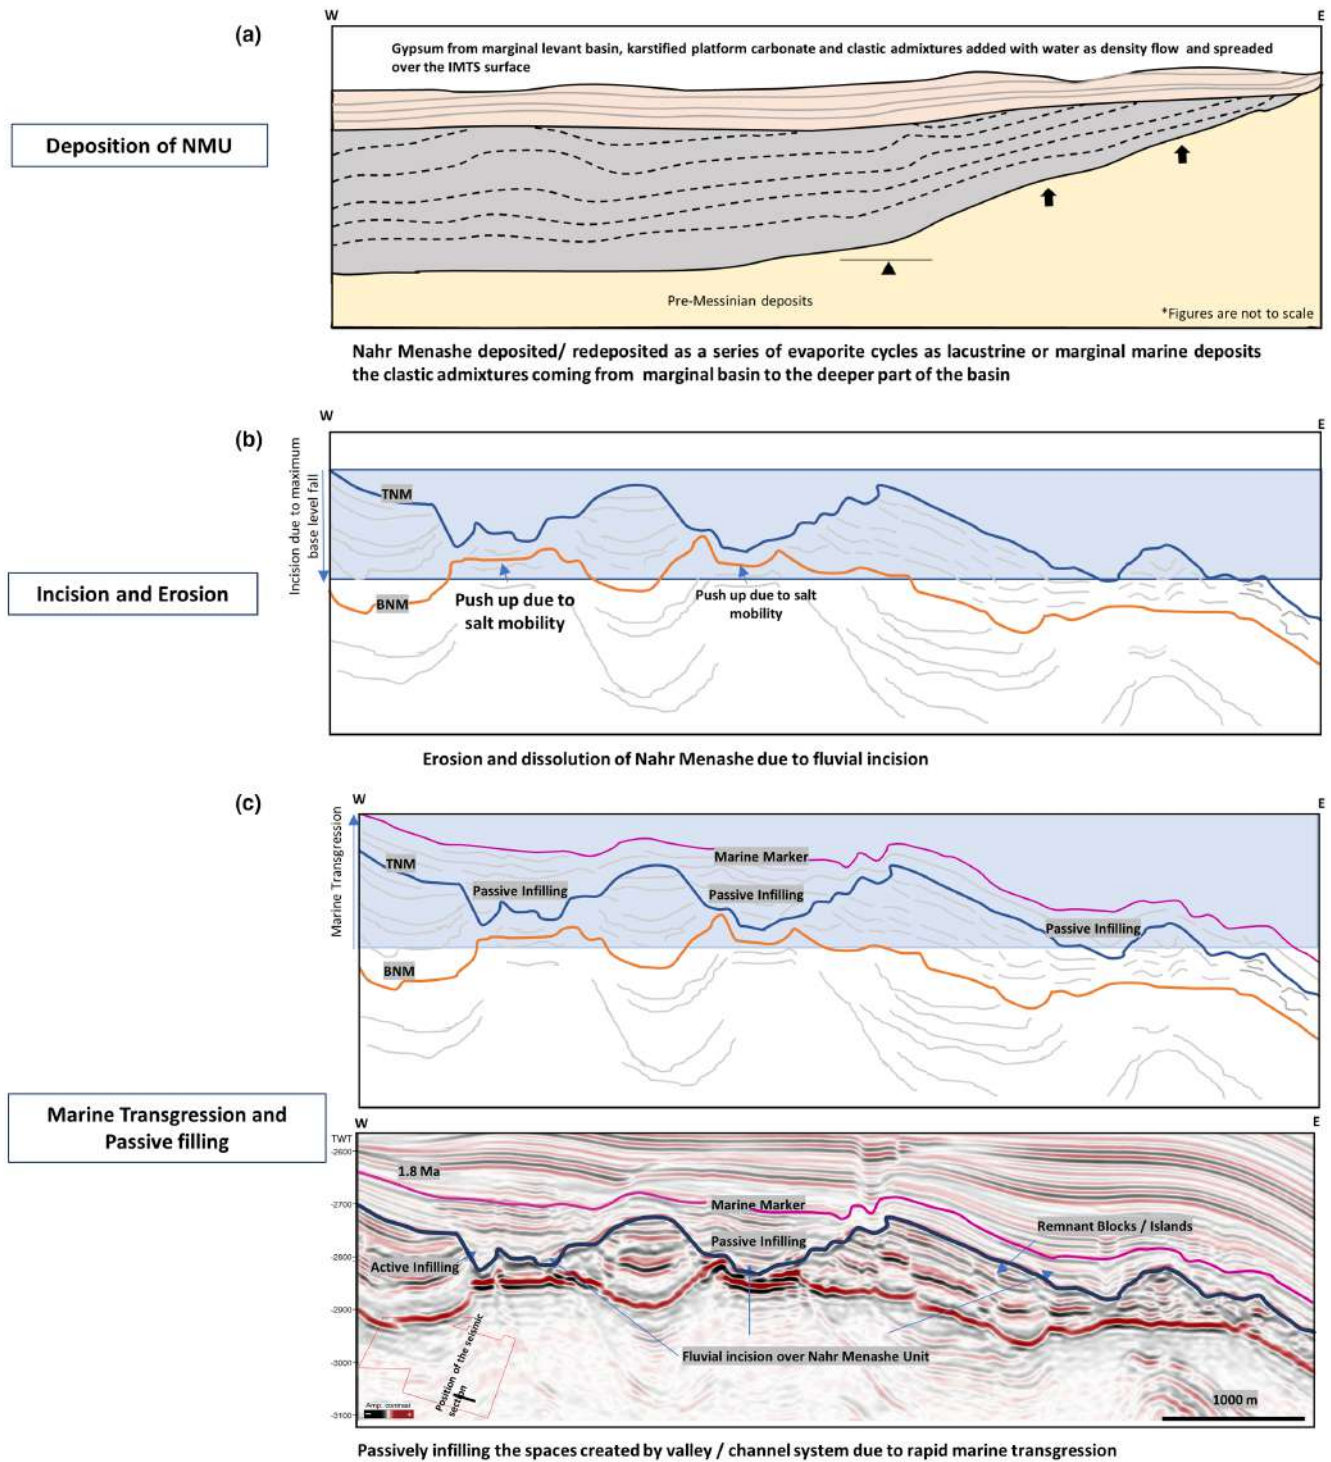 (a)
W
E
Gypsum from marginal levant basin, karstified platform carbonate and clastic admixtures added with water as density flow and spreaded
over the IMTS surface
Deposition of NMU
Pre-Messinian deposits
*Figures are not to scale
Nahr Menashe deposited/ redeposited as a series of evaporite cycles as lacustrine or marginal marine deposits
the clastic admixtures coming from marginal basin to the deeper part of the basin
(b)
W
E
Incision due to maximum
base level fall
TNM
BNM
Push up due to
salt mobility
Push up due to salt
mobility
Incision and Erosion
Erosion and dissolution of Nahr Menashe due to fluvial incision
(c)
W
E
Marine Transgression
Marine Marker
TNM
Passive Infilling
Passive Infilling
Passive Infilling
BNM
Marine Transgression and
Passive filling
W
E
TWT
-2600
-2700
-2800
-2900
-3000
-3100
1.8 Ma
Marine Marker
Remnant Blocks / Islands
Passive Infilling
Active Infilling
Fluvial incision over Nahr Menashe Unit
Position of the seismic
section
Amp. contrast
- +
1000 m
Passively infilling the spaces created by valley / channel system due to rapid marine transgression